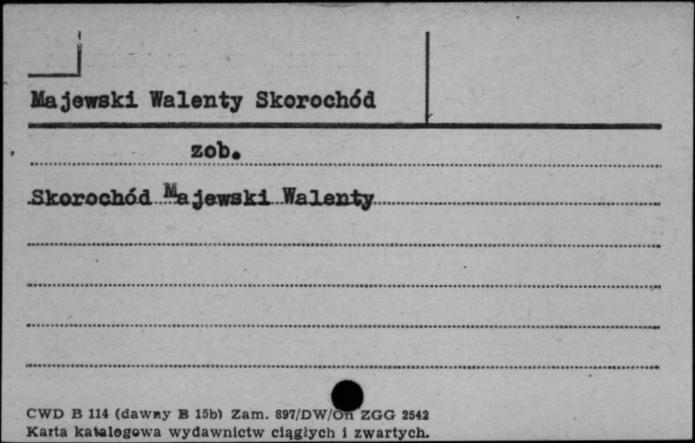 Majewski Walenty Skorochód
zob.
Skorochód Majewski Walenty
CWD B 114 (dawny B 15b) Zam. 897/DW/On ZGG 2542
Karta katalogowa wydawnictw ciągłych i zwartych.